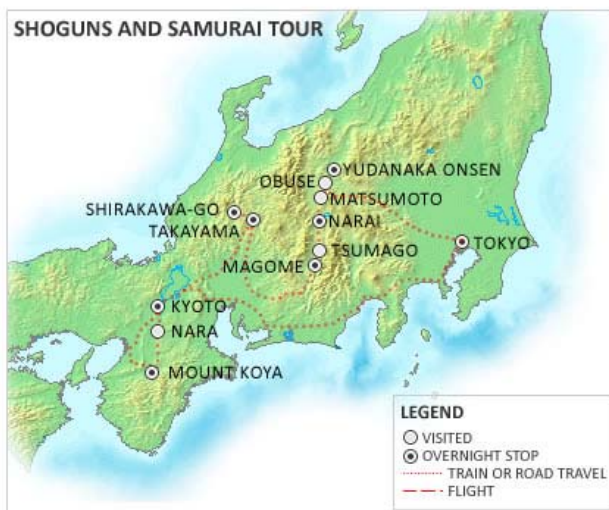 SHOGUNS AND SAMURAI TOUR
YUDANAKA ONSEN
OBUSE
MATSUMOTO
SHIRAKAWA-GO
NARAI
TAKAYAMA
TOKYO
TSUMAGO
MAGOME
KYOTO
NARA
MOUNT KOYA
LEGEND
VISITED
OVERNIGHT STOP
TRAIN OR ROAD TRAVEL
FLIGHT